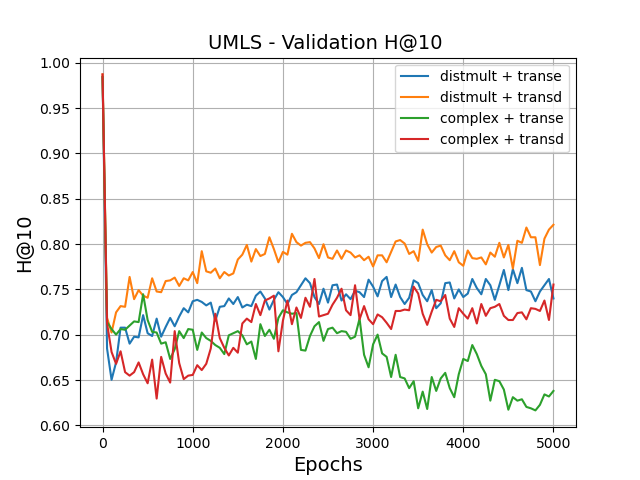 UMLS - Validation H@10
distmult + transe
distmult + transd
complex + transe
complex + transd
H@10
1.00
0.95
0.90
0.85
0.80
0.75
0.70
0.65
0.60
0
1000
2000
3000
4000
5000
Epochs